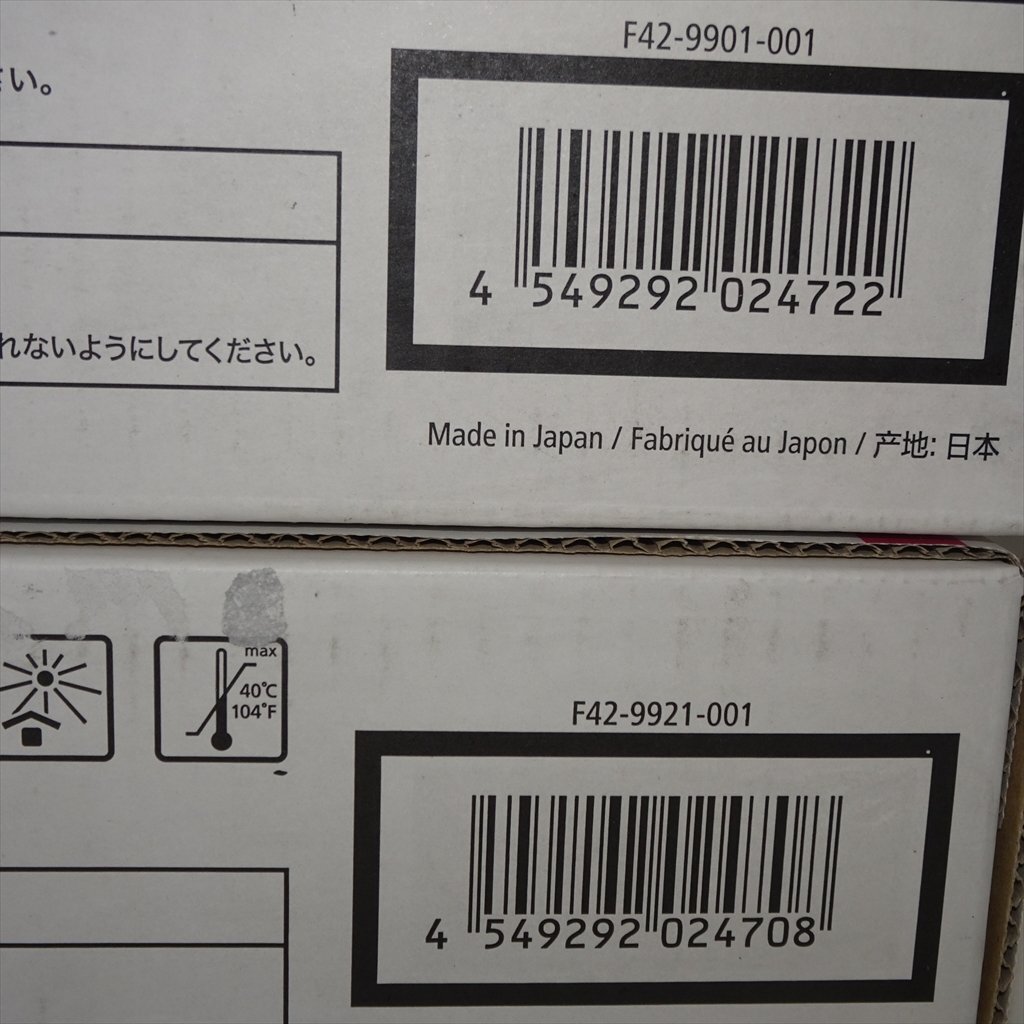 F42-9901-001
さい。
4 549292 024722
れないようにしてください。
Made in Japan / Fabriqué au Japon / 产地: 日本
max
40°C
104°F
F42-9921-001
4 549292 024708